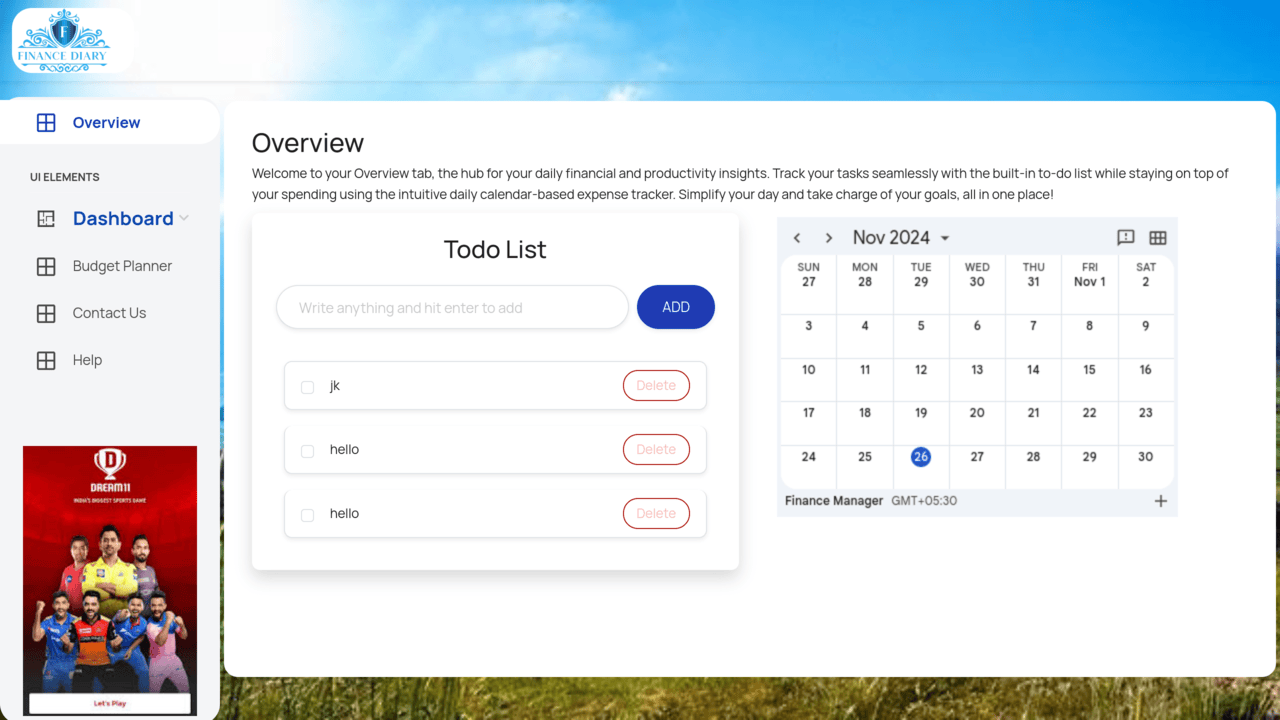 F
FINANCE DIARY
Overview
UI ELEMENTS
Dashboard
Budget Planner
Contact Us
Help
D
DREAM11
INDIA'S BIGGEST SPORTS GAME
Let's Play
Overview
Welcome to your Overview tab, the hub for your daily financial and productivity insights. Track your tasks seamlessly with the built-in to-do list while staying on top of
your spending using the intuitive daily calendar-based expense tracker. Simplify your day and take charge of your goals, all in one place!
Todo List
Write anything and hit enter to add
ADD
jk Delete
hello Delete
hello Delete
Nov 2024
SUN MON TUE WED THU FRI SAT
27 28 29 30 31 Nov 1 2
3 4 5 6 7 8 9
10 11 12 13 14 15 16
17 18 19 20 21 22 23
24 25 26 27 28 29 30
Finance Manager GMT+05:30